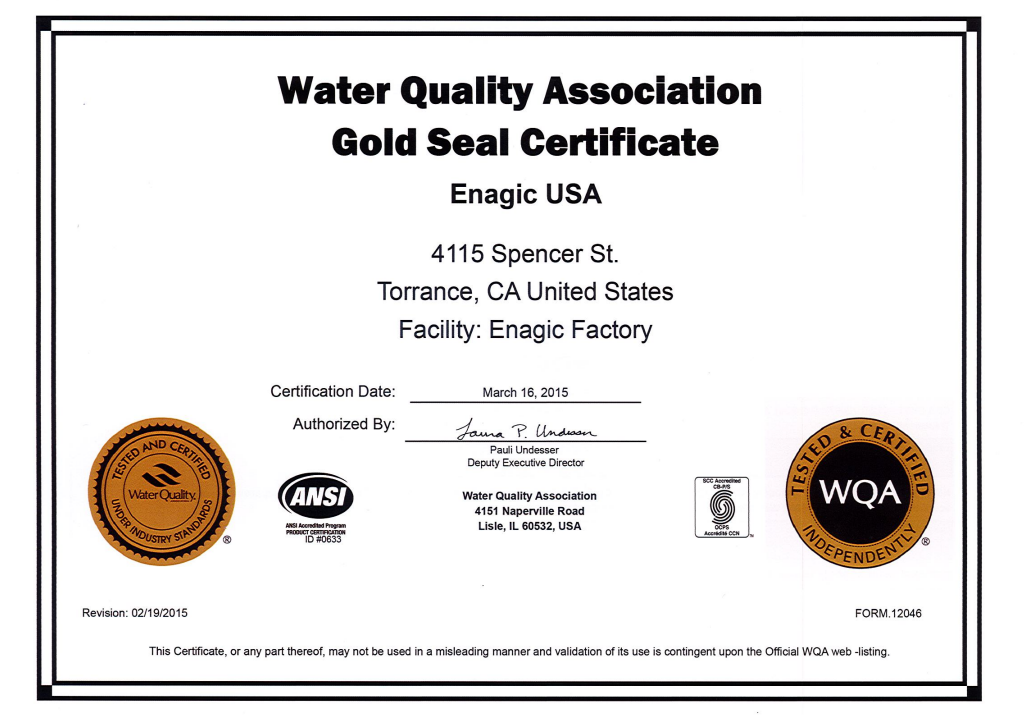 Water Quality Association
Gold Seal Certificate
Enagic USA
4115 Spencer St.
Torrance, CA United States
Facility: Enagic Factory
Certification Date: March 16, 2015
Authorized By: Laura P. Undesser
Pauli Undesser
Deputy Executive Director
TESTED AND CERTIFIED
Water Quality
UNDER INDUSTRY STANDARDS
®
ANSI
ANSI Accredited Program
PRODUCT CERTIFICATION
ID #0633
Water Quality Association
4151 Naperville Road
Lisle, IL 60532, USA
SCC Accredited
CB-P/S
OCPS
Accrédité CCN
TESTED & CERTIFIED
WQA
INDEPENDENTLY
®
Revision: 02/19/2015
FORM.12046
This Certificate, or any part thereof, may not be used in a misleading manner and validation of its use is contingent upon the Official WQA web -listing.